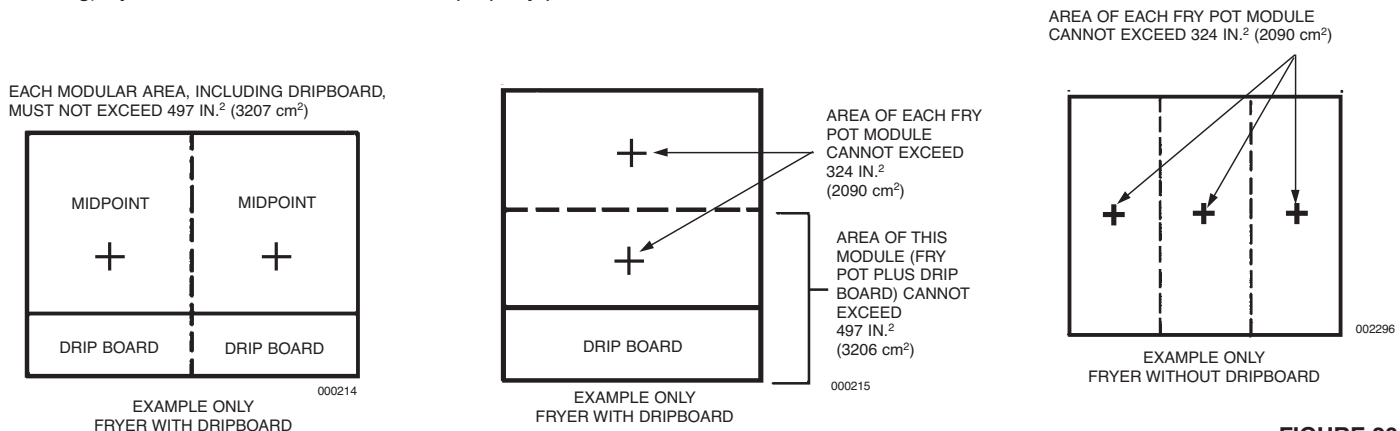 EACH MODULAR AREA, INCLUDING DRIPBOARD,
MUST NOT EXCEED 497 IN.² (3207 cm²)
MIDPOINT
MIDPOINT
DRIP BOARD
DRIP BOARD
000214
EXAMPLE ONLY
FRYER WITH DRIPBOARD
AREA OF EACH FRY
POT MODULE
CANNOT EXCEED
324 IN.²
(2090 cm²)
AREA OF THIS
MODULE (FRY
POT PLUS DRIP
BOARD) CANNOT
EXCEED
497 IN.²
(3206 cm²)
DRIP BOARD
000215
EXAMPLE ONLY
FRYER WITH DRIPBOARD
AREA OF EACH FRY POT MODULE
CANNOT EXCEED 324 IN.² (2090 cm²)
002296
EXAMPLE ONLY
FRYER WITHOUT DRIPBOARD